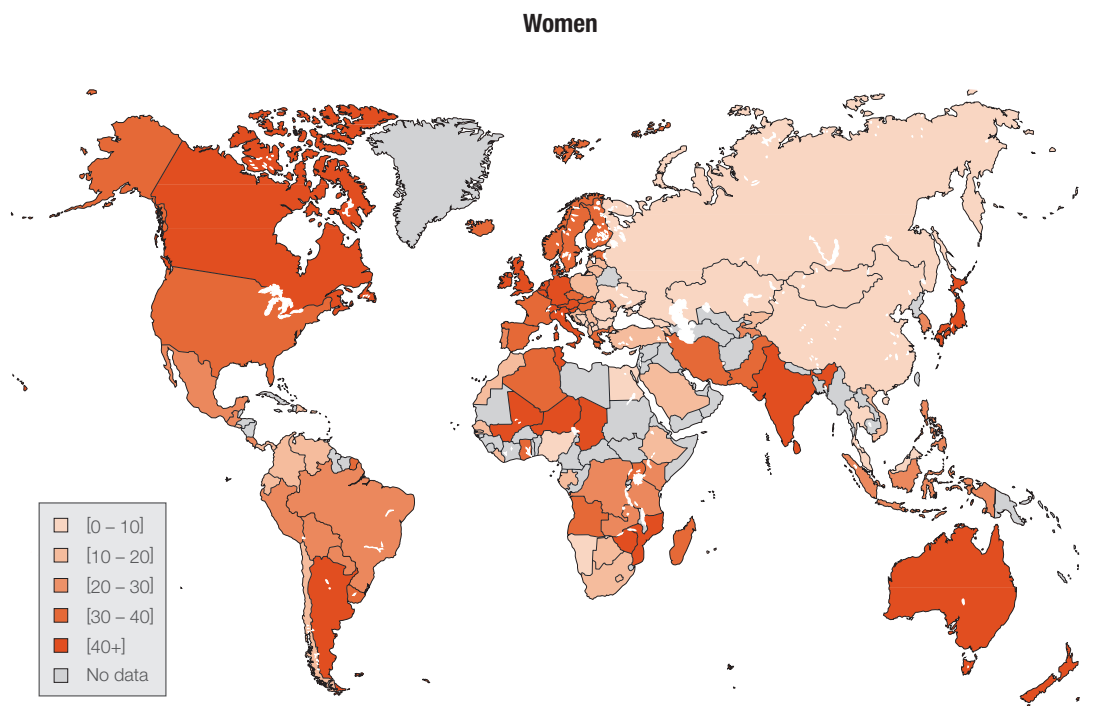 Women
[0 – 10]
[10 – 20]
[20 – 30]
[30 – 40]
[40+]
No data